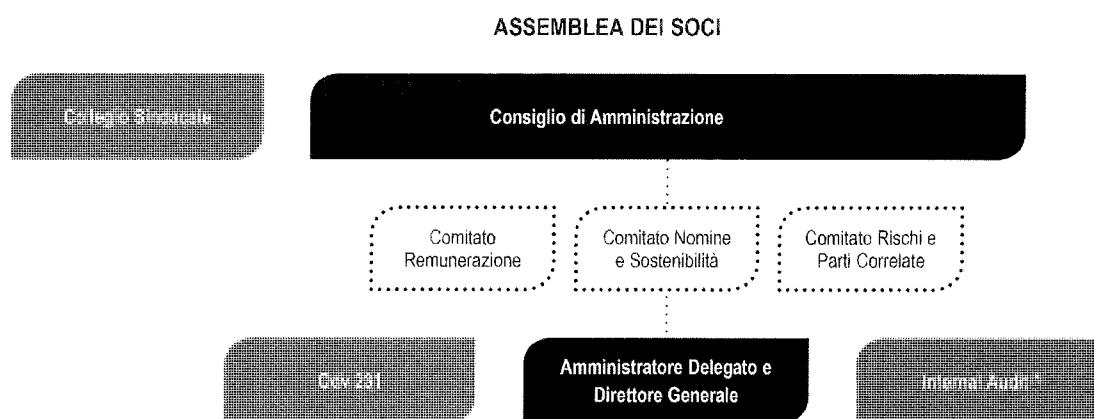 ASSEMBLEA DEI SOCI
Collegio Sindacale
Consiglio di Amministrazione
Comitato
Remunerazione
Comitato Nomine
e Sostenibilità
Comitato Rischi e
Parti Correlate
Odv 231
Amministratore Delegato e
Direttore Generale
Internal Audit*